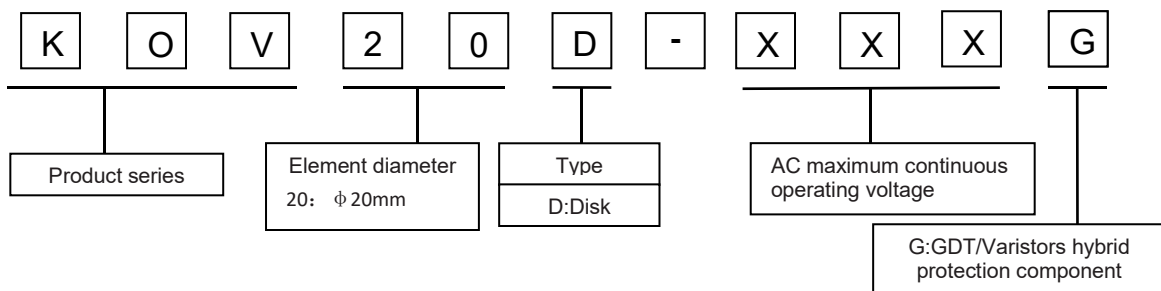 K O V 2 0 D - X X X G
Product series
Element diameter
20： ϕ20mm
Type
D:Disk
AC maximum continuous
operating voltage
G:GDT/Varistors hybrid
protection component